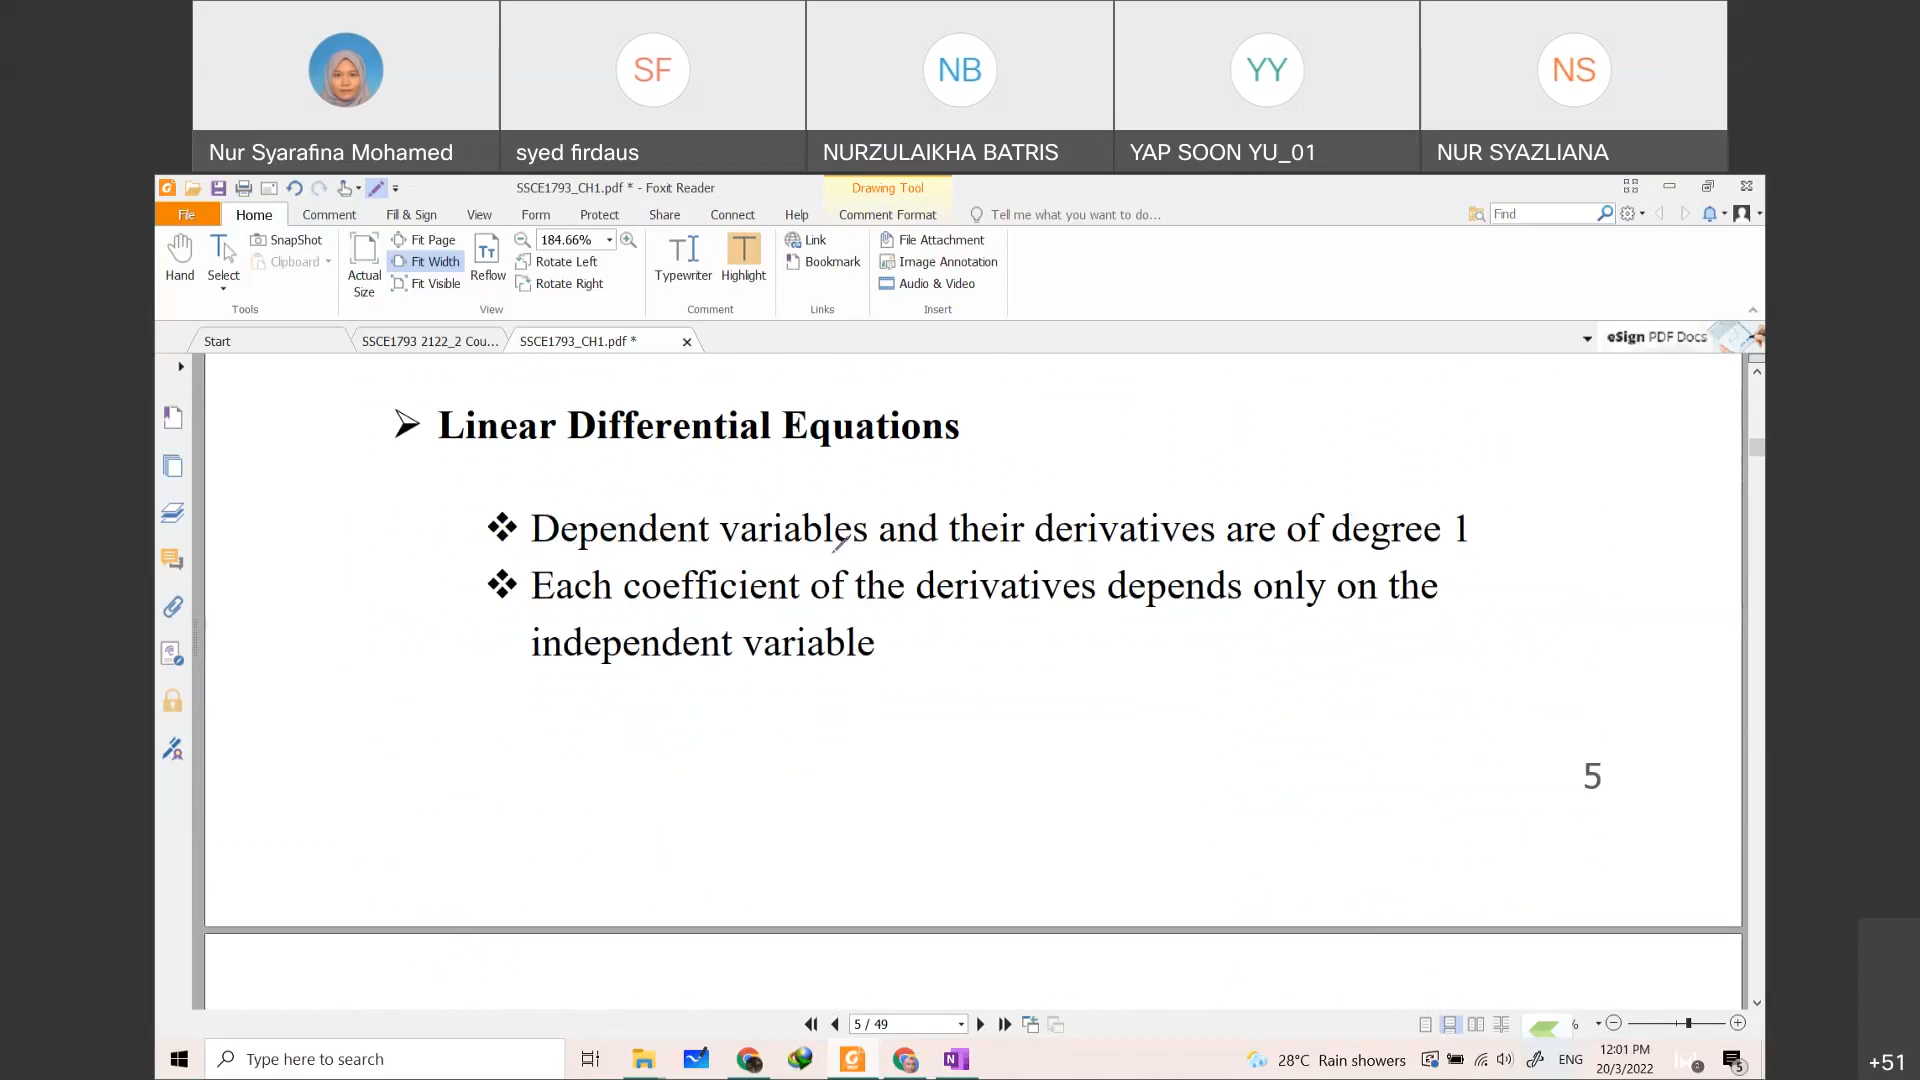 SF
NB
YY
NS
Nur Syarafina Mohamed
syed firdaus
NURZULAIKHA BATRIS
YAP SOON YU_01
NUR SYAZLIANA
SSCE1793_CH1.pdf * - Foxit Reader
Drawing Tool
File
Home
Comment
Fill & Sign
View
Form
Protect
Share
Connect
Help
Comment Format
Tell me what you want to do...
Find
Hand
Select
SnapShot
Clipboard
Tools
Actual
Size
Fit Page
Fit Width
Fit Visible
Reflow
184.66%
Rotate Left
Rotate Right
View
Typewriter
Highlight
Comment
Link
Bookmark
Links
File Attachment
Image Annotation
Audio & Video
Insert
Start
SSCE1793 2122_2 Cou...
SSCE1793_CH1.pdf *
eSign PDF Docs
Linear Differential Equations
Dependent variables and their derivatives are of degree 1
Each coefficient of the derivatives depends only on the
independent variable
5
5 / 49
%
Type here to search
28°C Rain showers
ENG
12:01 PM
20/3/2022
2
5
+51